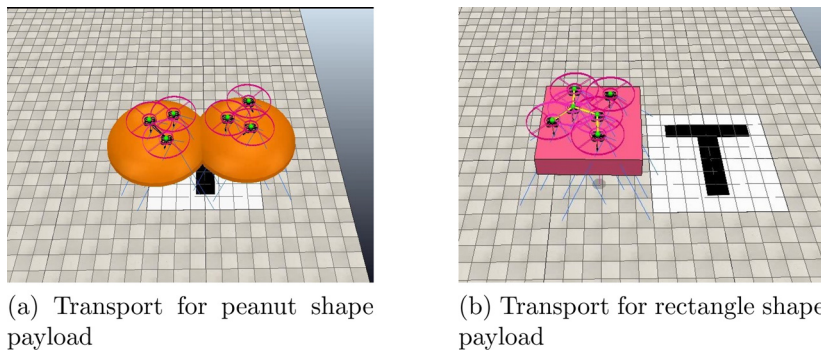 T
(a) Transport for peanut shape
payload
(b) Transport for rectangle shape
payload